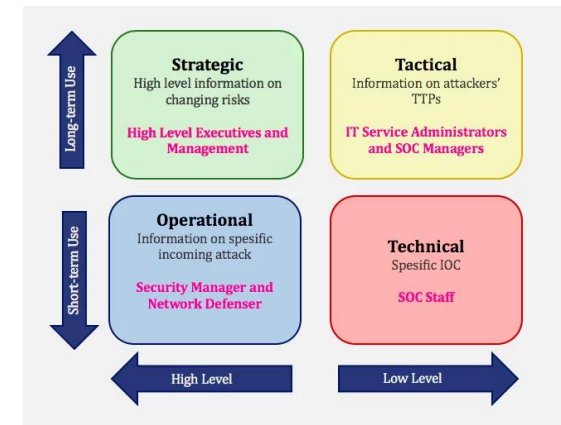 Long-term Use
Strategic
High level information on
changing risks
High Level Executives and
Management
Tactical
Information on attackers'
TTPs
IT Service Administrators
and SOC Managers
Short-term Use
Operational
Information on spesific
incoming attack
Security Manager and
Network Defenser
Technical
Spesific IOC
SOC Staff
High Level
Low Level